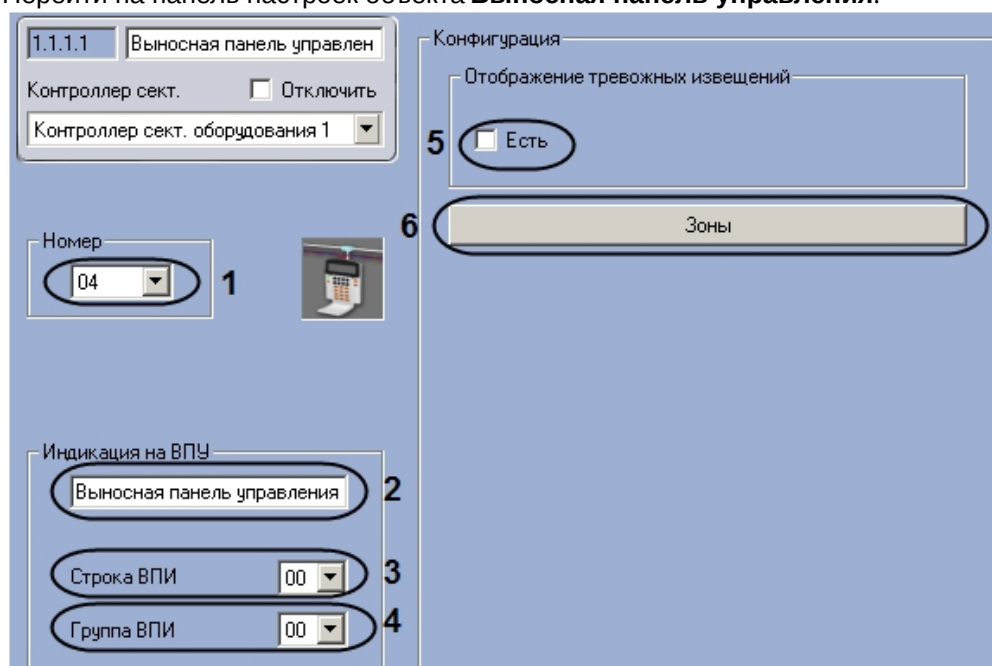 Перейти на панель настроек объекта Выносная панель управления.
1.1.1.1 Выносная панель управлен
Контроллер сект. Отключить
Контроллер сект. оборудования 1
Номер
04 1
Индикация на ВПУ
Выносная панель управления 2
Строка ВПИ 00 3
Группа ВПИ 00 4
Конфигурация
Отображение тревожных извещений
5 Есть
6 Зоны